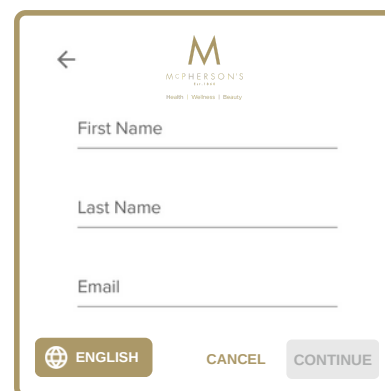 McPHERSON'S
Health | Wellness | Beauty
First Name
Last Name
Email
ENGLISH
CANCEL
CONTINUE